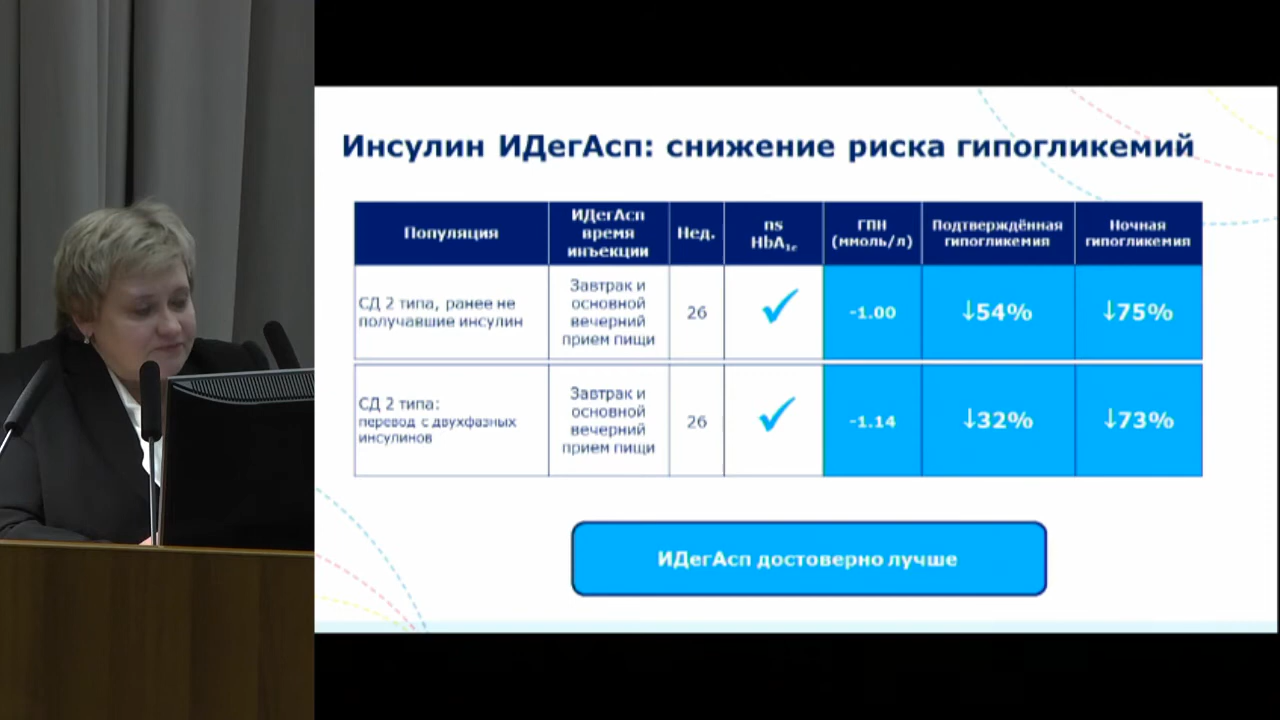 Инсулин ИДегАсп: снижение риска гипогликемий
Популяция
ИДегАсп
время
инъекции
Нед.
ns
HbA1c
ГПН
(ммоль/л)
Подтверждённая
гипогликемия
Ночная
гипогликемия
СД 2 типа, ранее не
получавшие инсулин
Завтрак и
основной
вечерний
прием пищи
26
✓
-1.00
↓54%
↓75%
СД 2 типа:
перевод с двухфазных
инсулинов
Завтрак и
основной
вечерний
прием пищи
26
✓
-1.14
↓32%
↓73%
ИДегАсп достоверно лучше